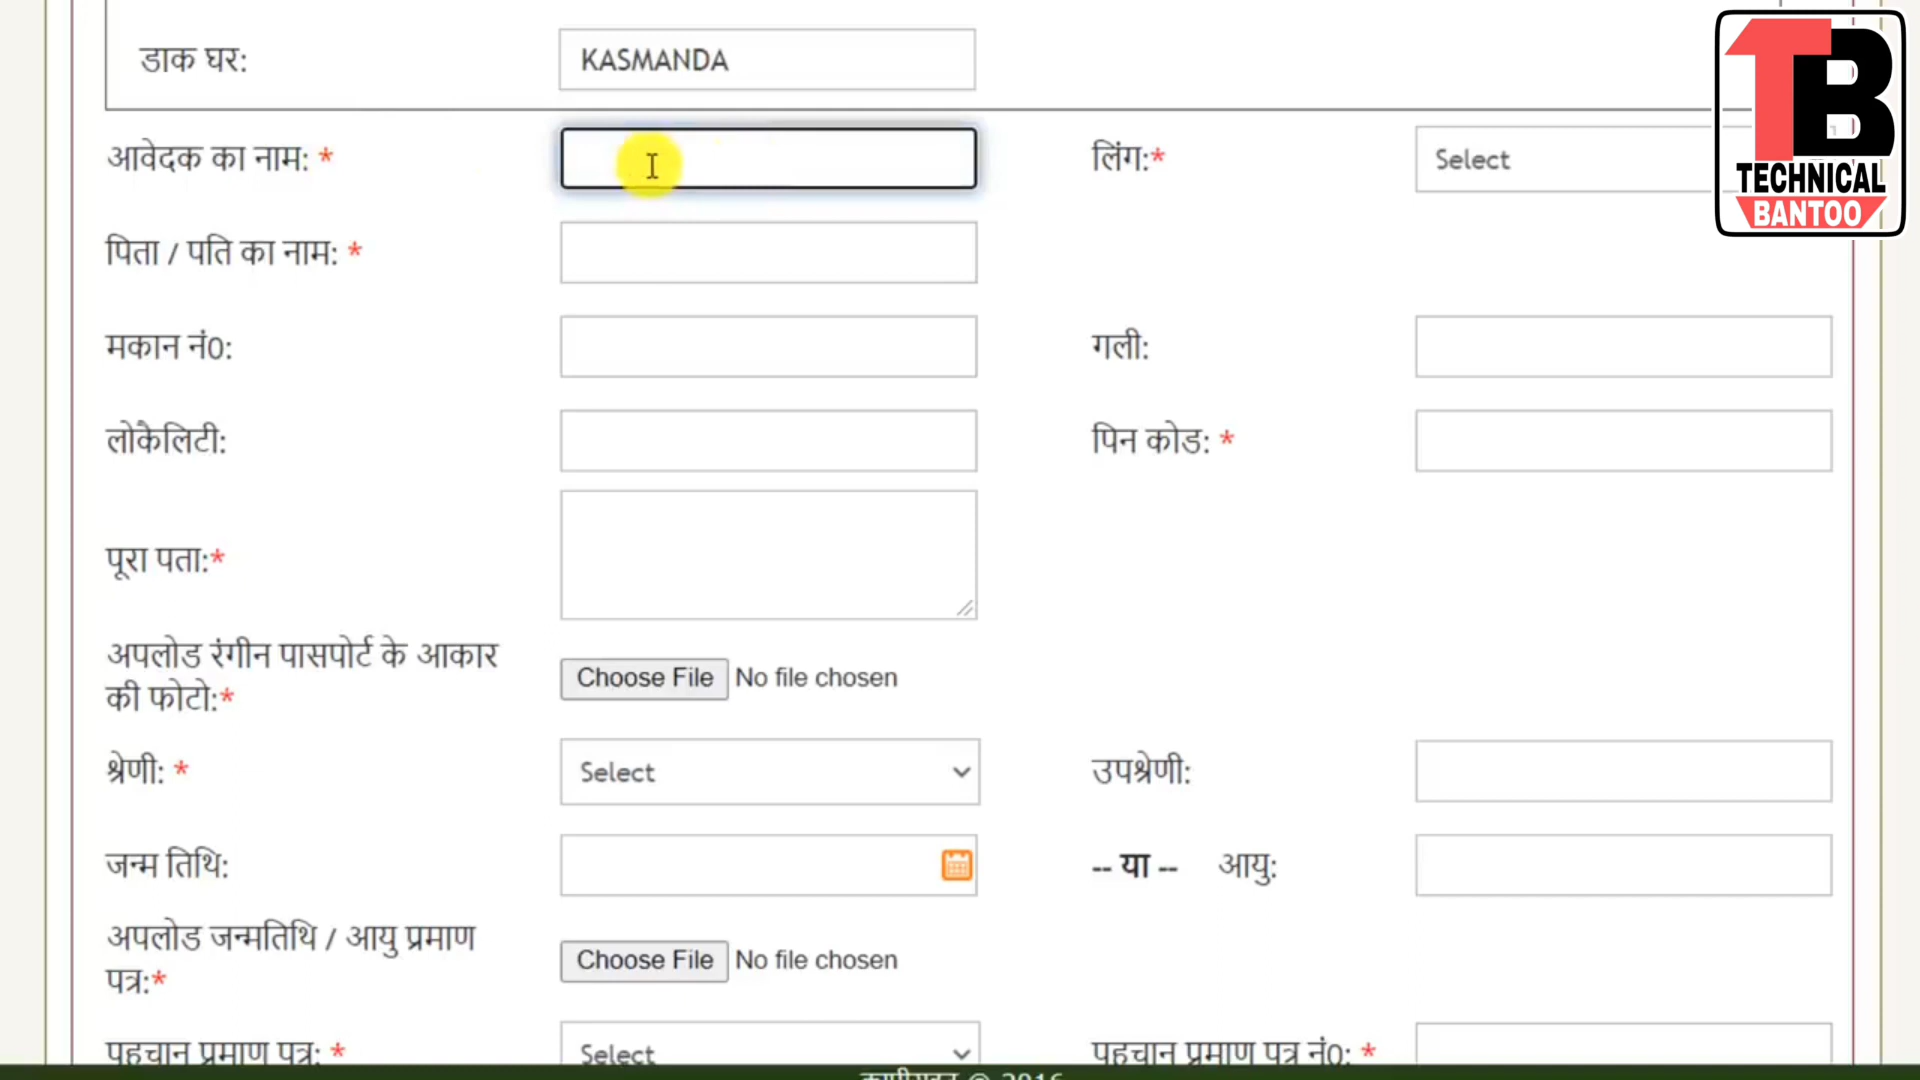 डाक घर: KASMANDA
आवेदक का नाम: * लिंग:* Select
पिता / पति का नाम: *
मकान नं0: गली:
लोकैलिटी: पिन कोड: *
पूरा पता:*
अपलोड रंगीन पासपोर्ट के आकार
की फोटो:* Choose File No file chosen
श्रेणी: * Select उपश्रेणी:
जन्म तिथि: -- या -- आयु:
अपलोड जन्मतिथि / आयु प्रमाण
पत्र:* Choose File No file chosen
पहचान प्रमाण पत्र: * Select पहचान प्रमाण पत्र नं0: *
TB
TECHNICAL
BANTOO